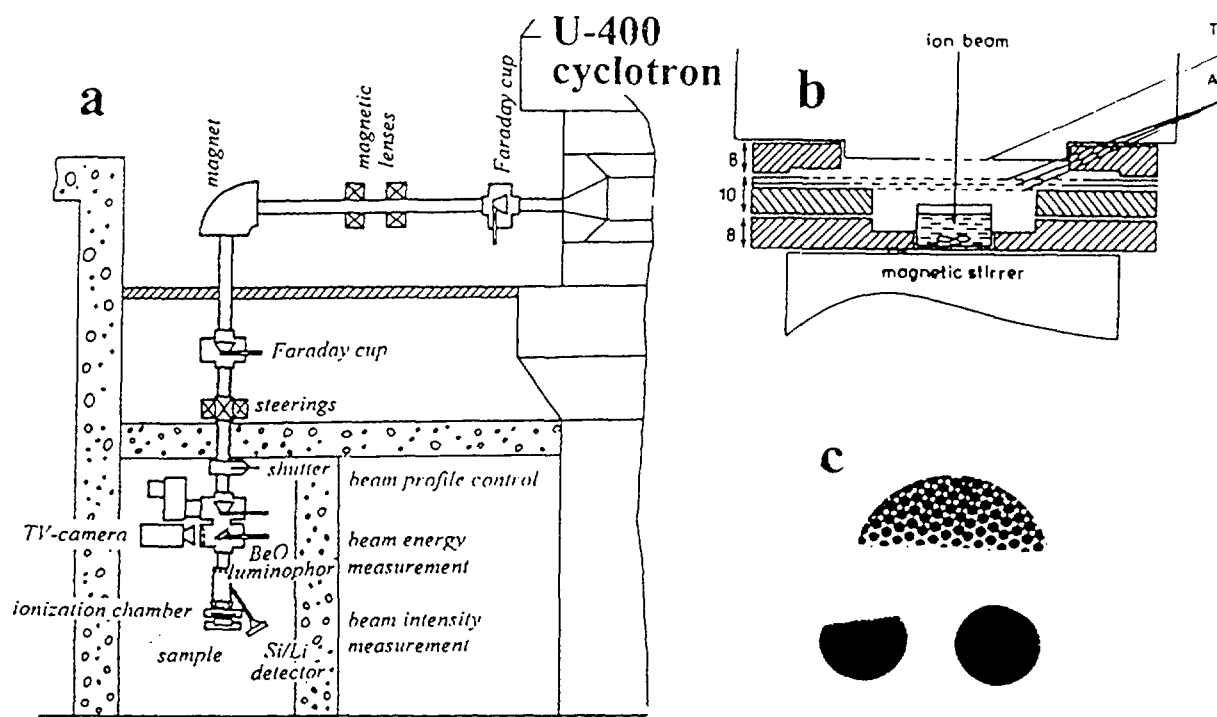 U-400
cyclotron
a
magnet
magnetic
lenses
Faraday cup
Faraday cup
steerings
shutter
beam profile control
TV-camera
BeO
luminophor
beam energy
measurement
ionization chamber
beam intensity
measurement
sample
Si/Li
detector
b
ion beam
T
A
8
10
8
magnetic stirrer
c